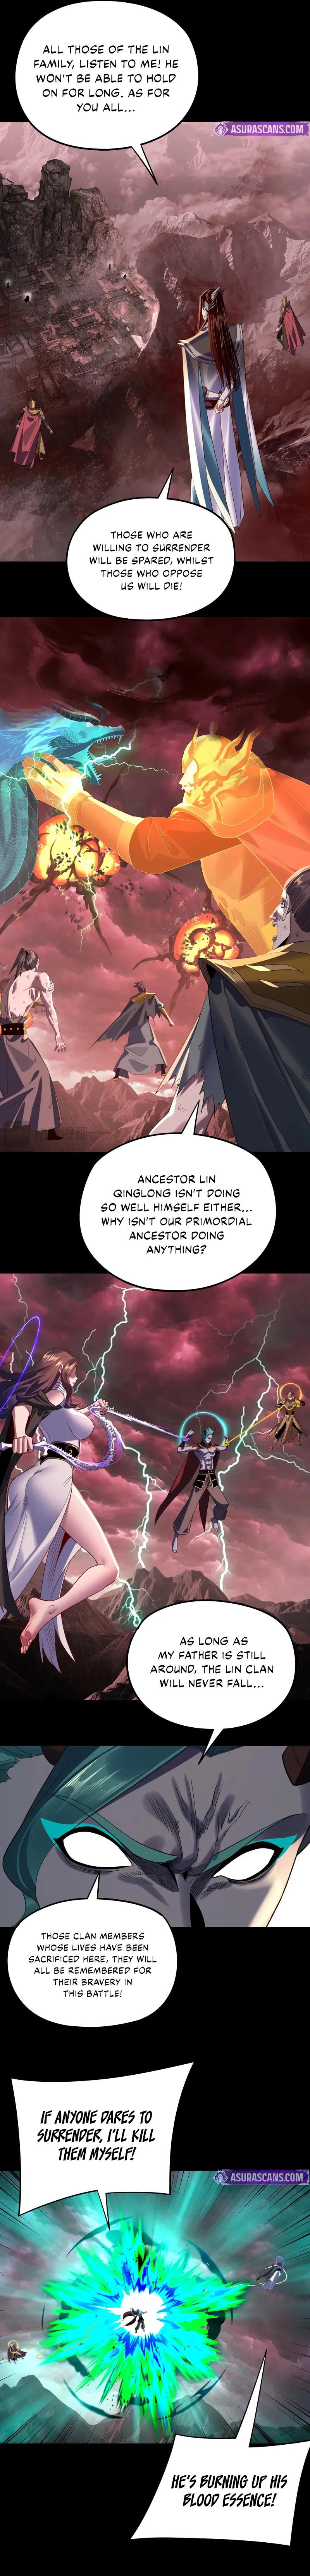 ALL THOSE OF THE LIN
FAMILY, LISTEN TO ME! HE
WON'T BE ABLE TO HOLD
ON FOR LONG. AS FOR
YOU ALL...
ASURASCANS.COM
THOSE WHO ARE
WILLING TO SURRENDER
WILL BE SPARED, WHILST
THOSE WHO OPPOSE
US WILL DIE!
ANCESTOR LIN
QINGLONG ISN'T DOING
SO WELL HIMSELF EITHER...
WHY ISN'T OUR PRIMORDIAL
ANCESTOR DOING
ANYTHING?
AS LONG AS
MY FATHER IS STILL
AROUND, THE LIN CLAN
WILL NEVER FALL...
THOSE CLAN MEMBERS
WHOSE LIVES HAVE BEEN
SACRIFICED HERE, THEY WILL
ALL BE REMEMBERED FOR
THEIR BRAVERY IN
THIS BATTLE!
IF ANYONE DARES TO
SURRENDER, I'LL KILL
THEM MYSELF!
ASURASCANS.COM
HE'S BURNING UP HIS
BLOOD ESSENCE!